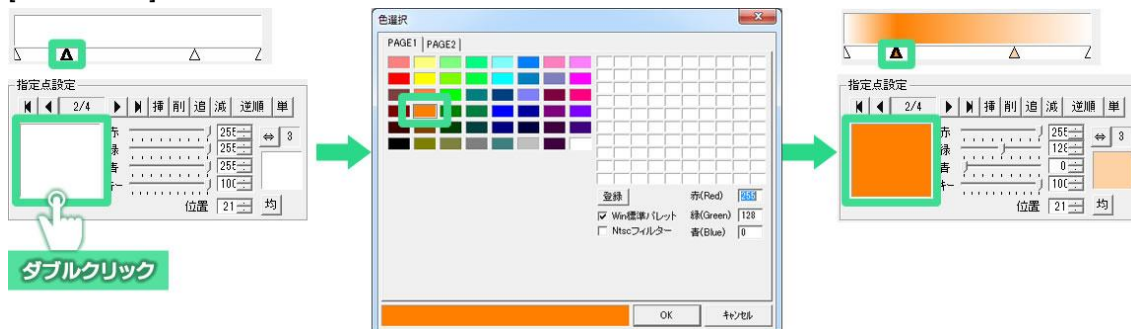 指定点設定
2/4
挿 削 追 減 逆順 単
赤 255
緑 255
青 255
キー 100
⇔ 3
位置 21 均
ダブルクリック
色選択
PAGE1 PAGE2
登録
Win標準パレット
Ntscフィルター
赤(Red) 255
緑(Green) 128
青(Blue) 0
OK キャンセル
指定点設定
2/4
挿 削 追 減 逆順 単
赤 255
緑 128
青 0
キー 100
⇔ 3
位置 21 均